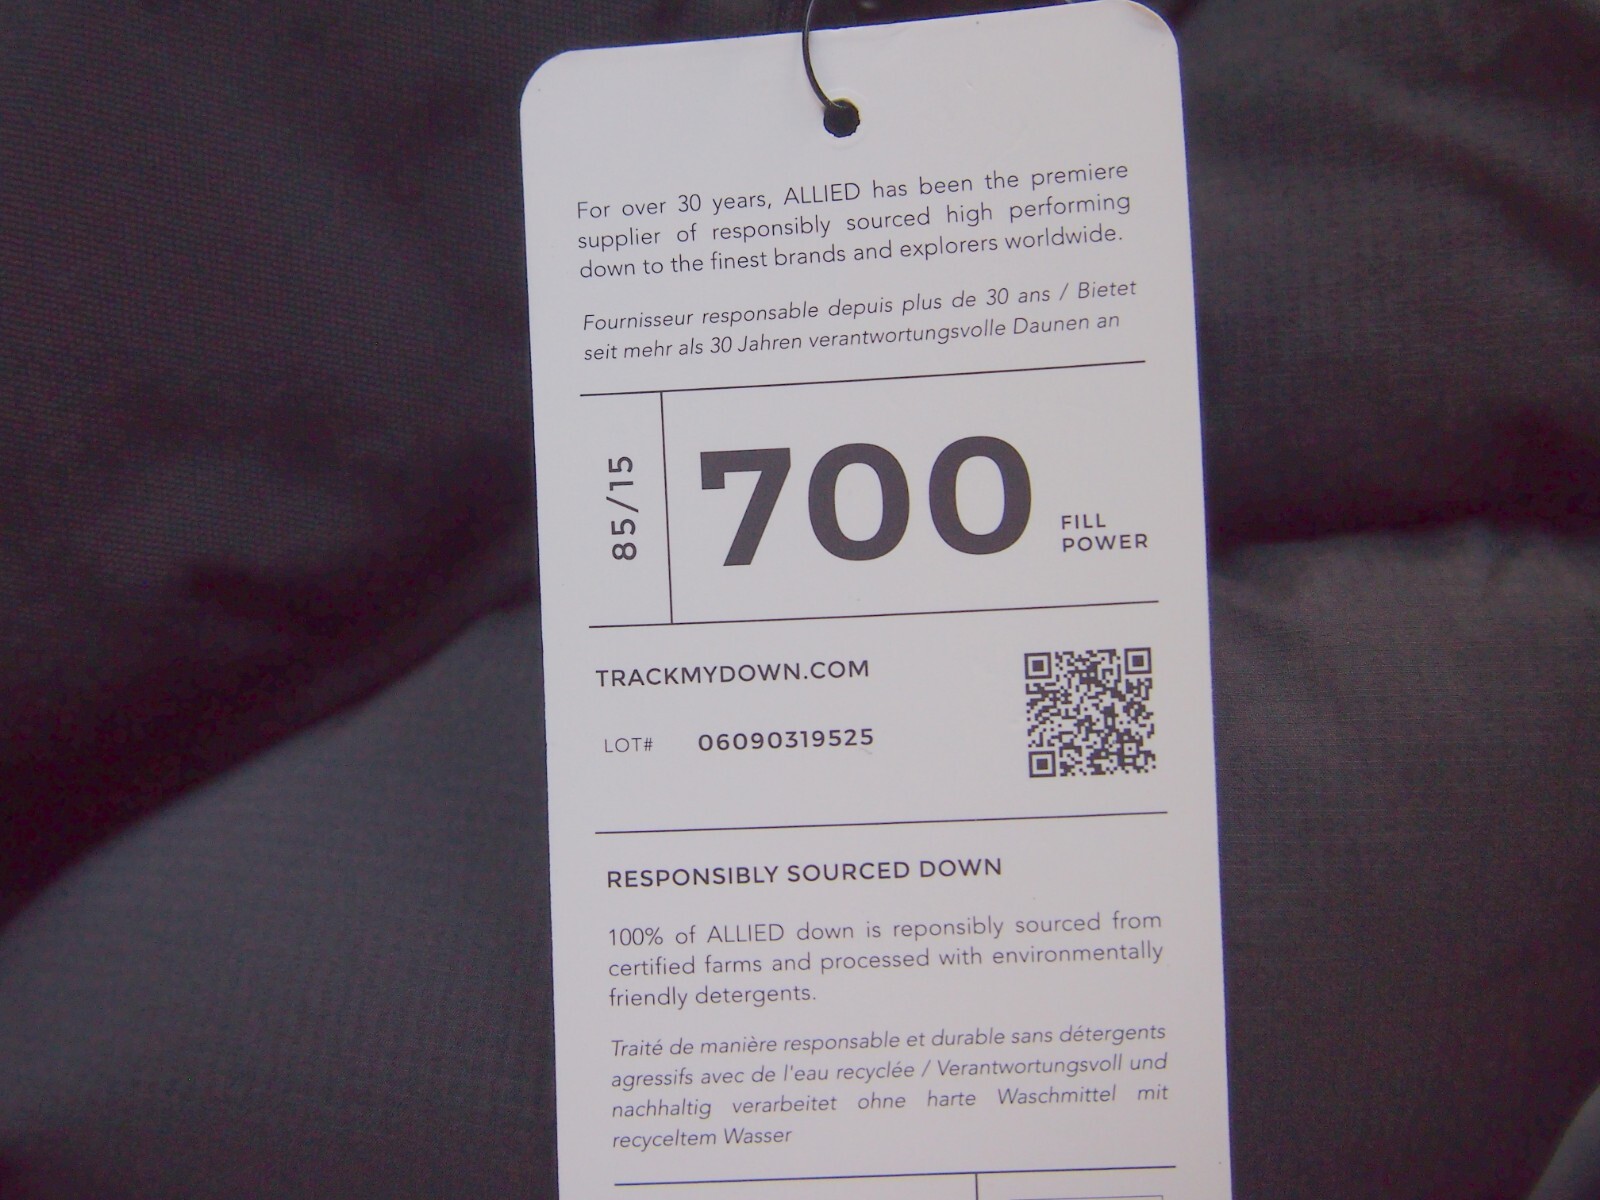 For over 30 years, ALLIED has been the premiere
supplier of responsibly sourced high performing
down to the finest brands and explorers worldwide.
Fournisseur responsable depuis plus de 30 ans / Bietet
seit mehr als 30 Jahren verantwortungsvolle Daunen an
85/15
700
FILL
POWER
TRACKMYDOWN.COM
LOT# 06090319525
RESPONSIBLY SOURCED DOWN
100% of ALLIED down is reponsibly sourced from
certified farms and processed with environmentally
friendly detergents.
Traité de manière responsable et durable sans détergents
agressifs avec de l'eau recyclée / Verantwortungsvoll und
nachhaltig verarbeitet ohne harte Waschmittel mit
recyceltem Wasser